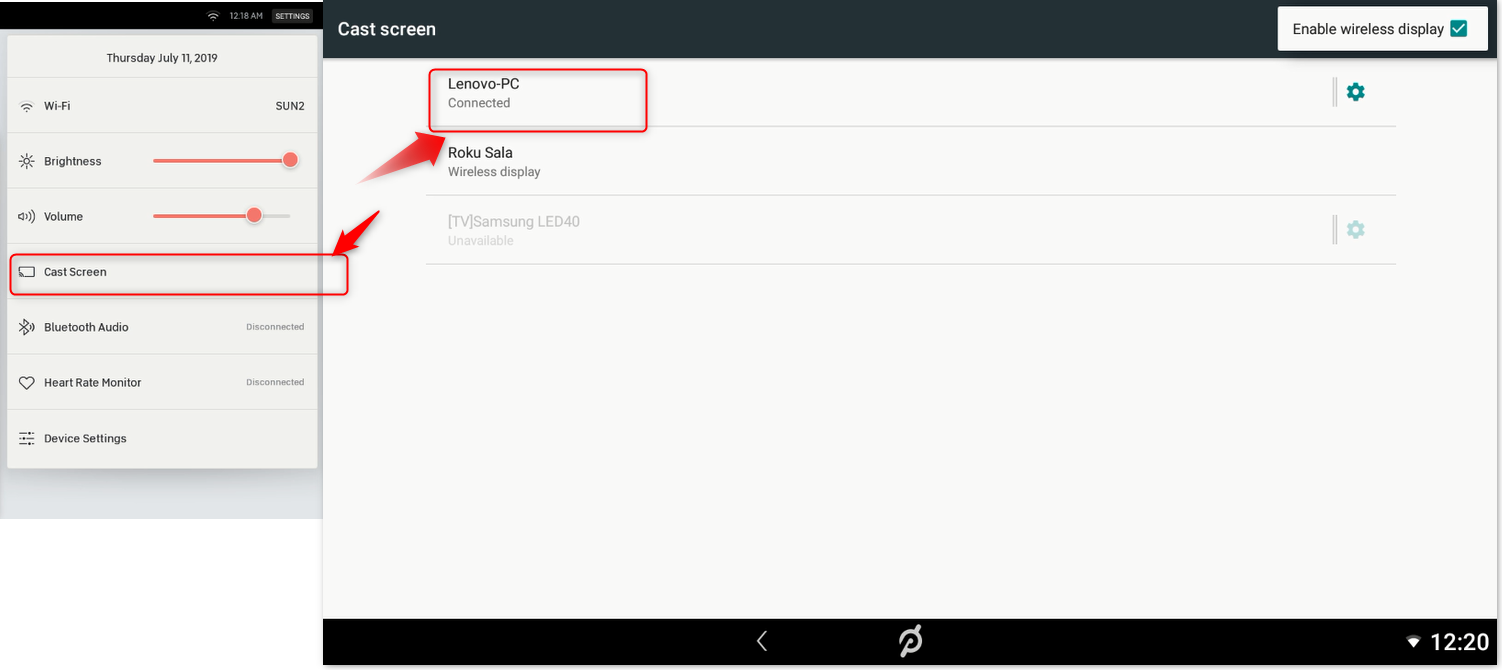 12.18 AM SETTINGS
Thursday July 11, 2019
Wi-Fi SUN2
Brightness
Volume
Cast Screen
Bluetooth Audio Disconnected
Heart Rate Monitor Disconnected
Device Settings
Cast screen
Enable wireless display
Lenovo-PC
Connected
Roku Sala
Wireless display
[TV]Samsung LED40
Unavailable
12:20